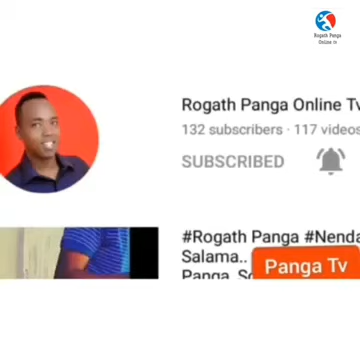 Rogath Panga
Online tv
Rogath Panga Online Tv
132 subscribers · 117 videos
SUBSCRIBED
#Rogath Panga #Nenda
Salama..
Panga
Panga Tv